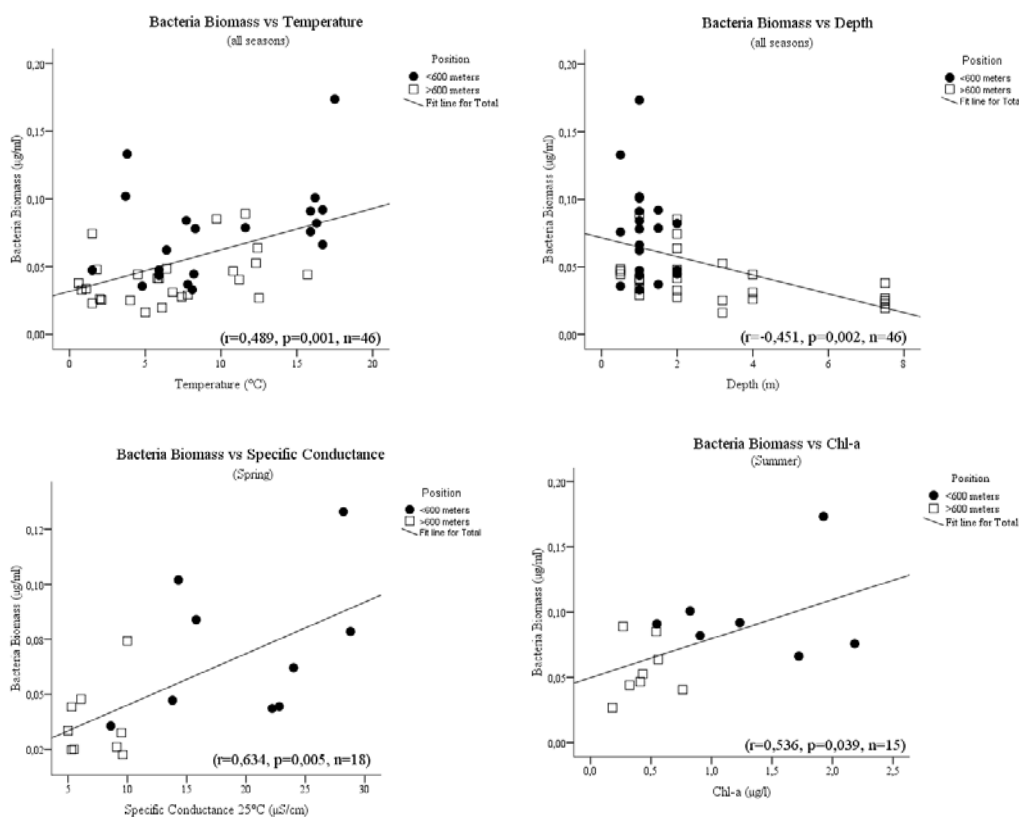 Bacteria Biomass vs Temperature
(all seasons)
Position
<600 meters
>600 meters
Fit line for Total
Bacteria Biomass (µg/ml)
0,20
0,15
0,10
0,05
0,00
(r=0,489, p=0,001, n=46)
0 5 10 15 20
Temperature (°C)
Bacteria Biomass vs Depth
(all seasons)
Position
<600 meters
>600 meters
Fit line for Total
Bacteria Biomass (µg/ml)
0,20
0,15
0,10
0,05
0,00
(r=-0,451, p=0,002, n=46)
0 2 4 6 8
Depth (m)
Bacteria Biomass vs Specific Conductance
(Spring)
Position
<600 meters
>600 meters
Fit line for Total
Bacteria Biomass (µg/ml)
0,12
0,10
0,08
0,05
0,02
(r=0,634, p=0,005, n=18)
5 10 15 20 25 30
Specific Conductance 25°C (µS/cm)
Bacteria Biomass vs Chl-a
(Summer)
Position
<600 meters
>600 meters
Fit line for Total
Bacteria Biomass (µg/ml)
0,20
0,15
0,10
0,05
0,00
(r=0,536, p=0,039, n=15)
0,0 0,5 1,0 1,5 2,0 2,5
Chl-a (µg/l)